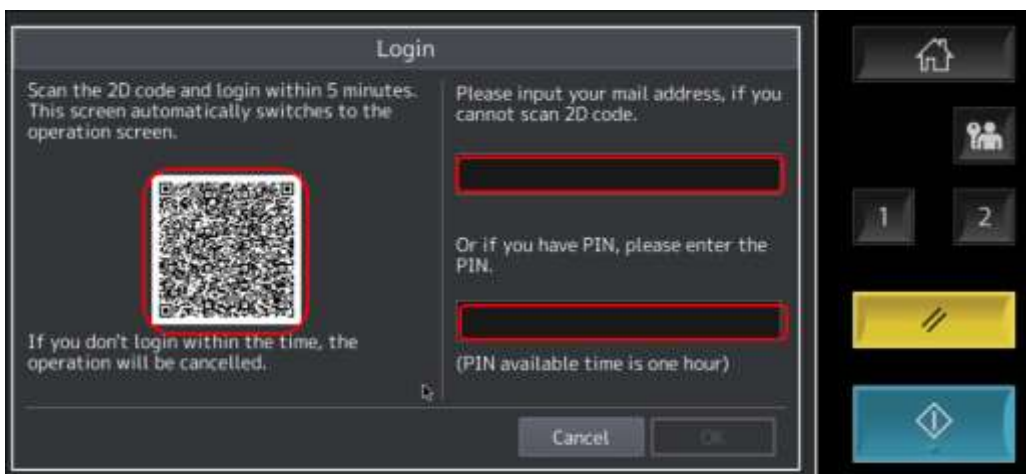 Login
Scan the 2D code and login within 5 minutes.
This screen automatically switches to the
operation screen.
If you don't login within the time, the
operation will be cancelled.
Please input your mail address, if you
cannot scan 2D code.
Or if you have PIN, please enter the
PIN.
(PIN available time is one hour)
Cancel
OK
1
2